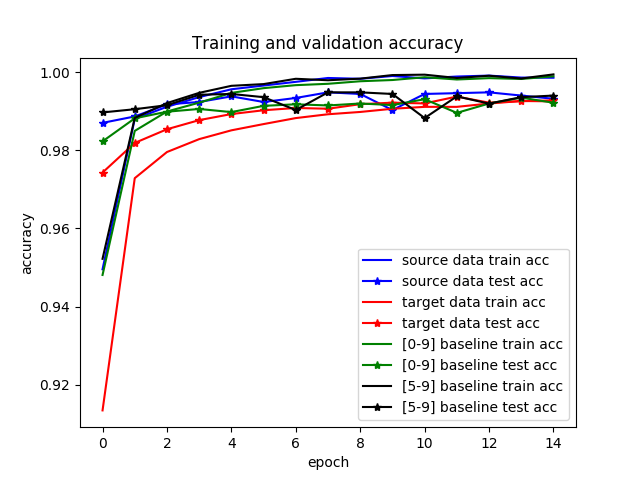 Training and validation accuracy
1.00
0.98
0.96
0.94
0.92
accuracy
source data train acc
source data test acc
target data train acc
target data test acc
[0-9] baseline train acc
[0-9] baseline test acc
[5-9] baseline train acc
[5-9] baseline test acc
0 2 4 6 8 10 12 14
epoch